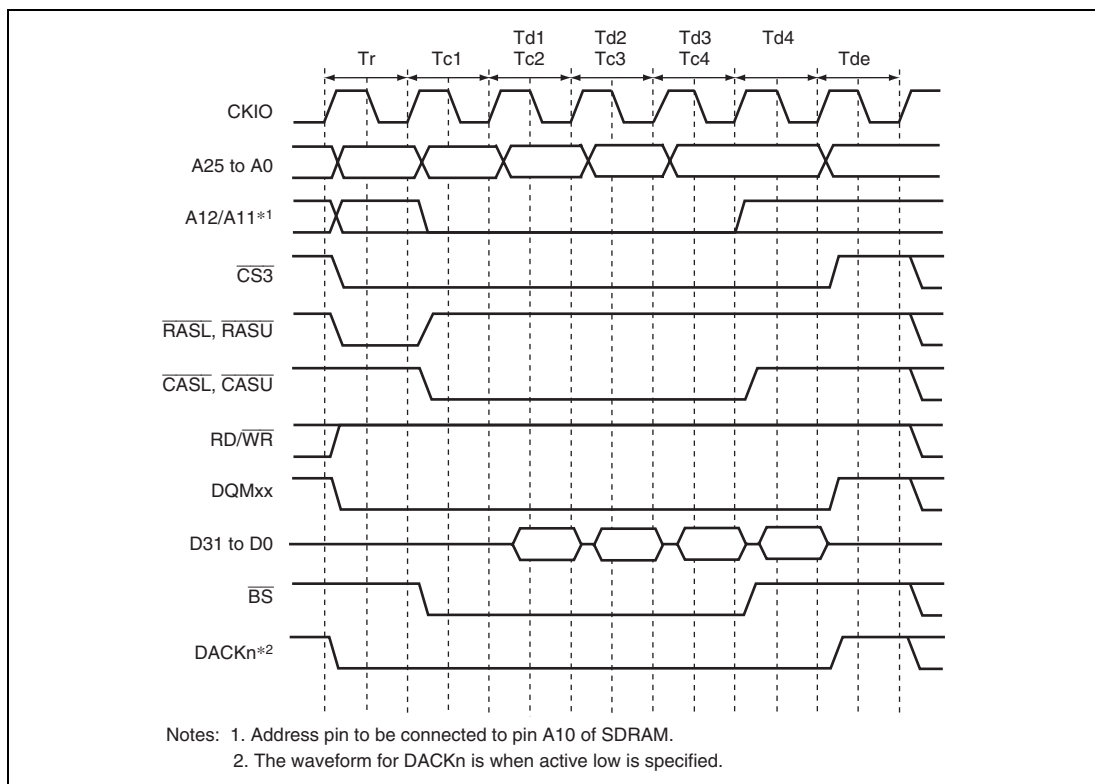 Td1 Td2 Td3 Td4
Tr Tc1 Tc2 Tc3 Tc4 Tde
CKIO
A25 to A0
A12/A11*1
CS3
RASL, RASU
CASL, CASU
RD/WR
DQMxx
D31 to D0
BS
DACKn*2
Notes: 1. Address pin to be connected to pin A10 of SDRAM.
2. The waveform for DACKn is when active low is specified.